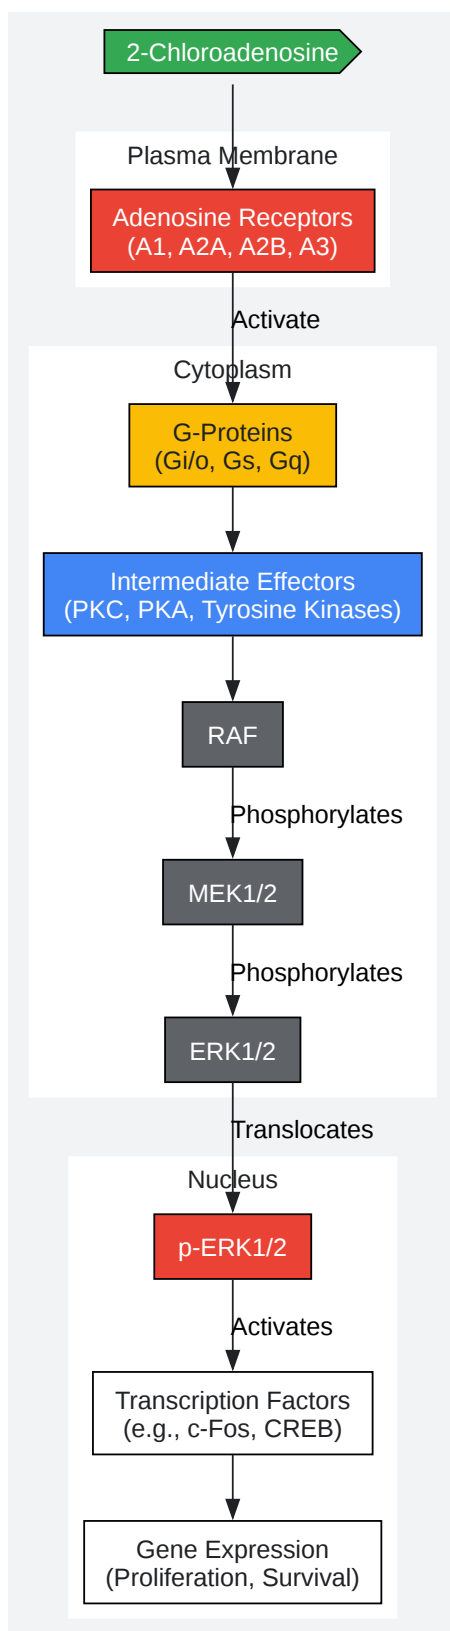 2-Chloroadenosine
Plasma Membrane
Adenosine Receptors
(A1, A2A, A2B, A3)
Activate
Cytoplasm
G-Proteins
(Gi/o, Gs, Gq)
Intermediate Effectors
(PKC, PKA, Tyrosine Kinases)
RAF
Phosphorylates
MEK1/2
Phosphorylates
ERK1/2
Translocates
Nucleus
p-ERK1/2
Activates
Transcription Factors
(e.g., c-Fos, CREB)
Gene Expression
(Proliferation, Survival)